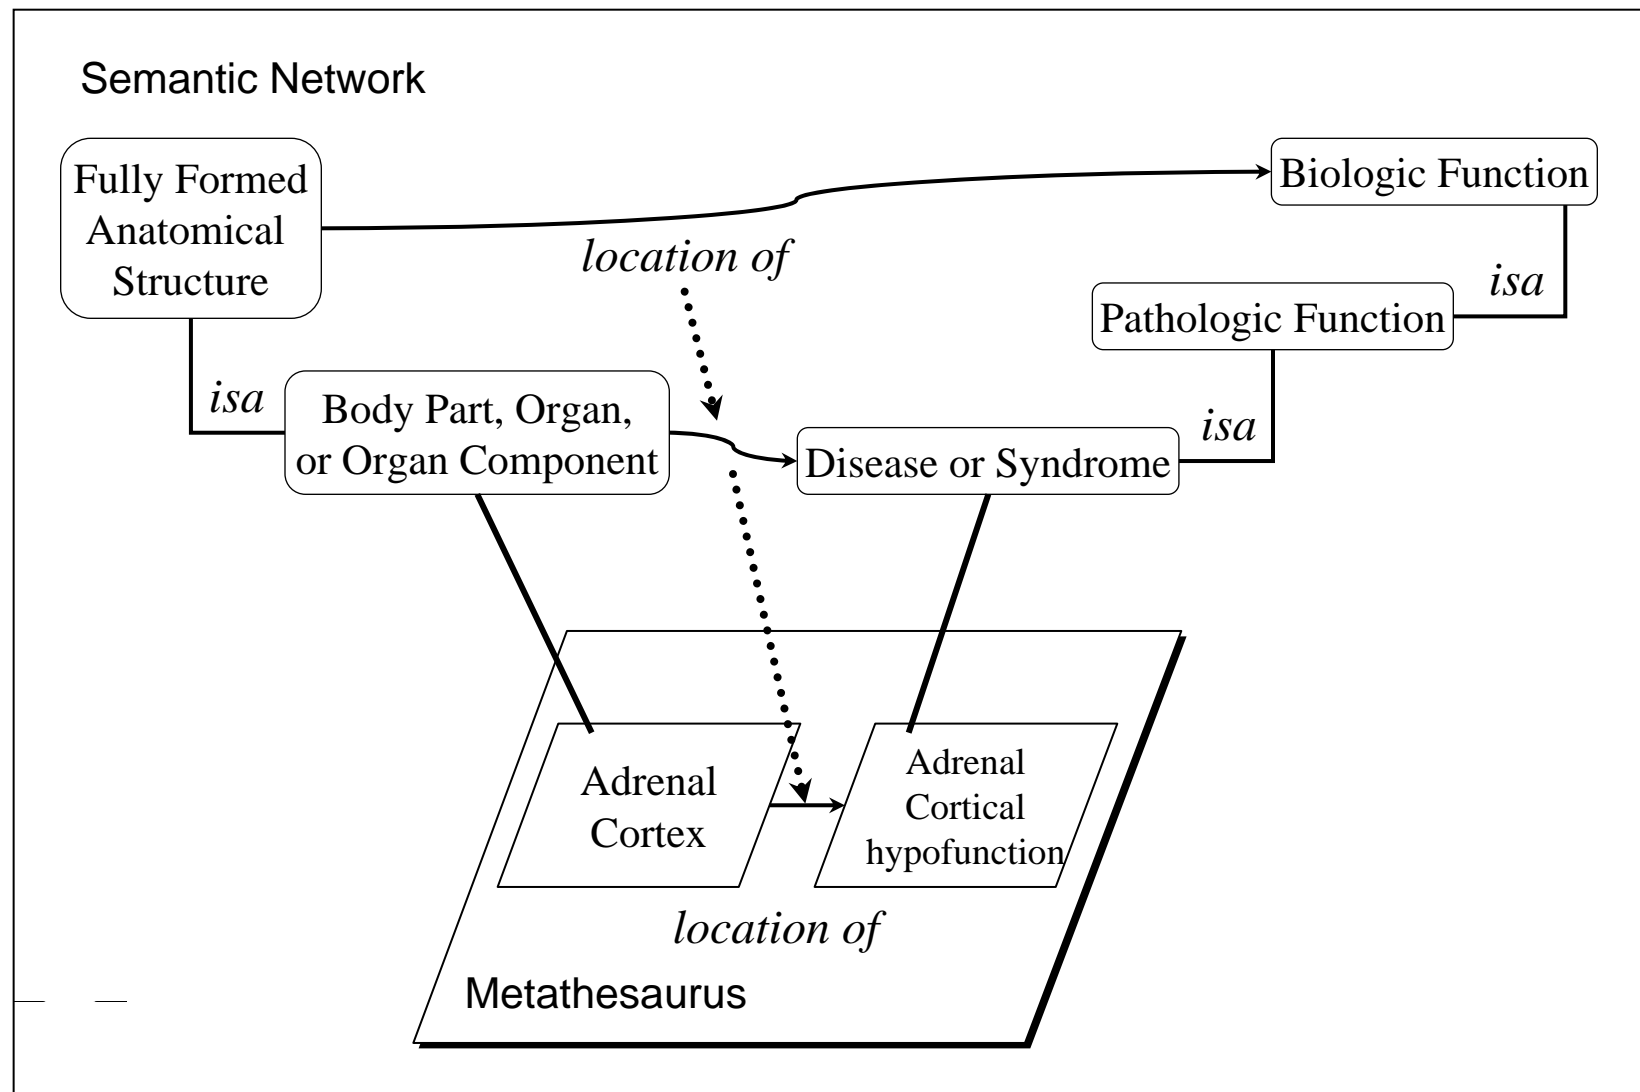 Semantic Network
Fully Formed
Anatomical
Structure
Biologic Function
location of
isa
Pathologic Function
isa
Body Part, Organ,
or Organ Component
isa
Disease or Syndrome
Adrenal
Cortex
Adrenal
Cortical
hypofunction
location of
Metathesaurus